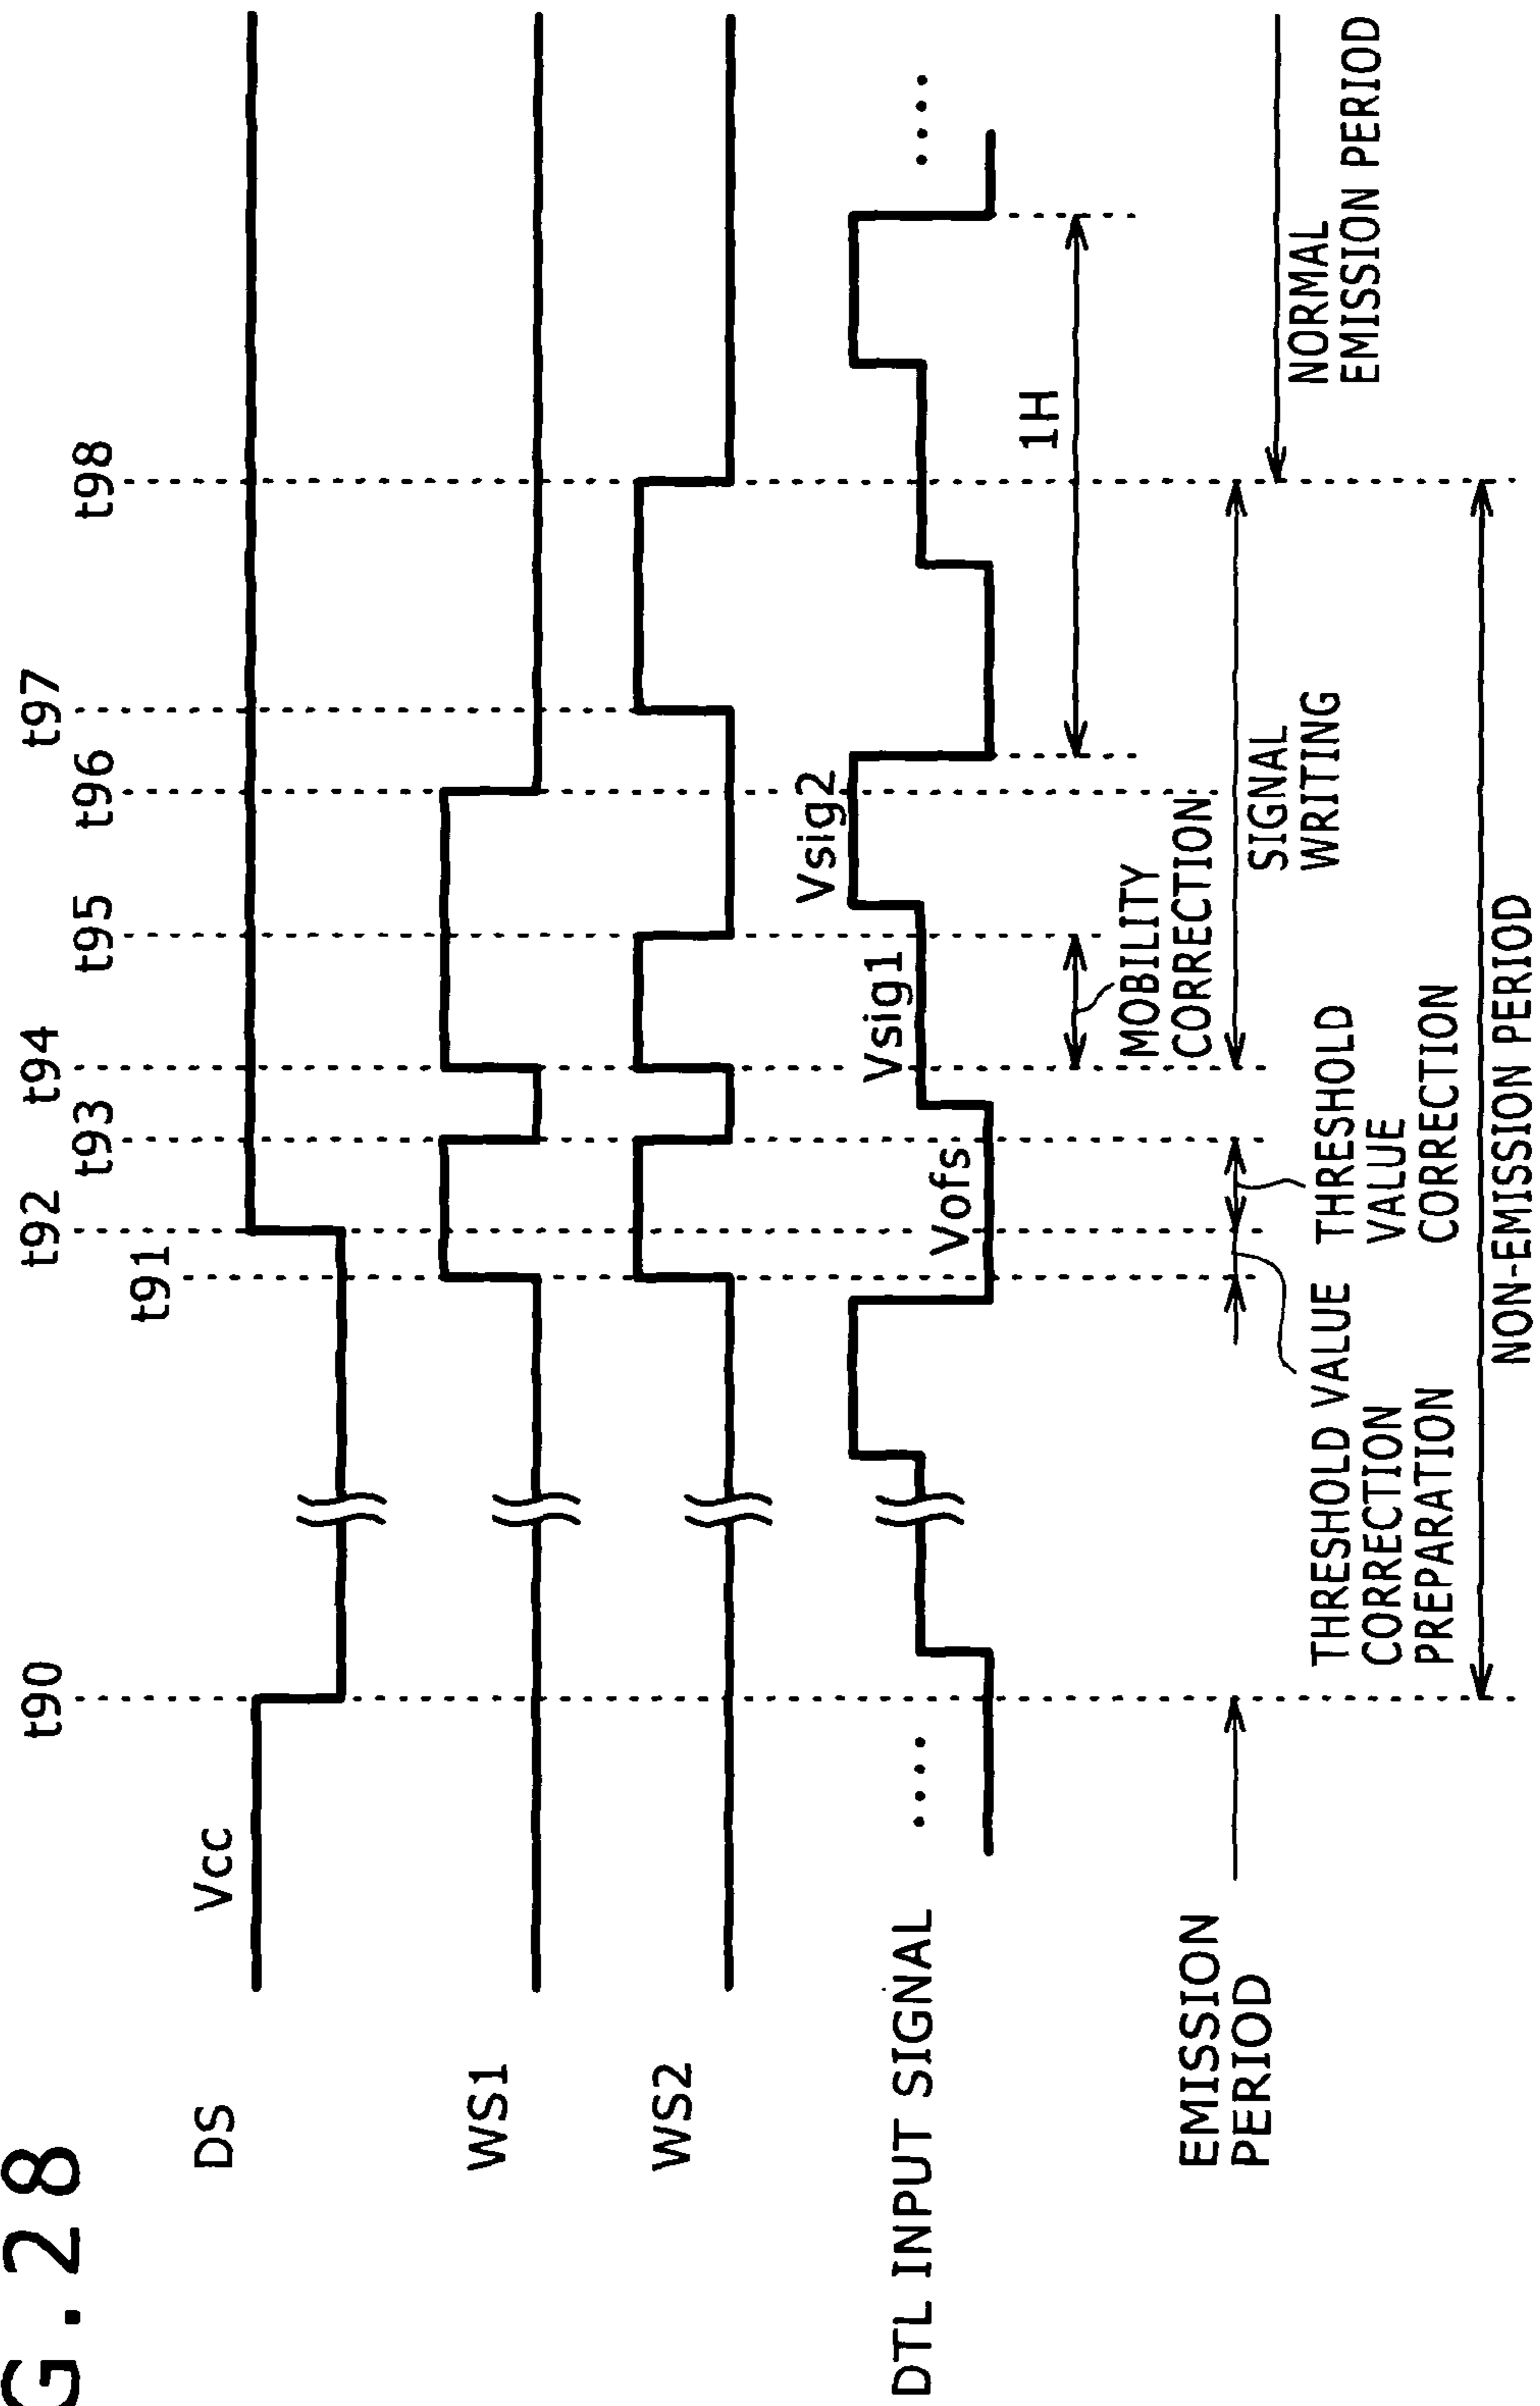 G.28
t90
t91
t92
t93
t94
t95
t96
t97
t98
DS
Vcc
WS1
WS2
DTL INPUT SIGNAL
Vofs
Vsig1
Vsig2
1H
MOBILITY
CORRECTION
EMISSION
PERIOD
SIGNAL
WRITING
NORMAL
EMISSION PERIOD
THRESHOLD VALUE
CORRECTION
PREPARATION
THRESHOLD
VALUE
CORRECTION
NON-EMISSION PERIOD